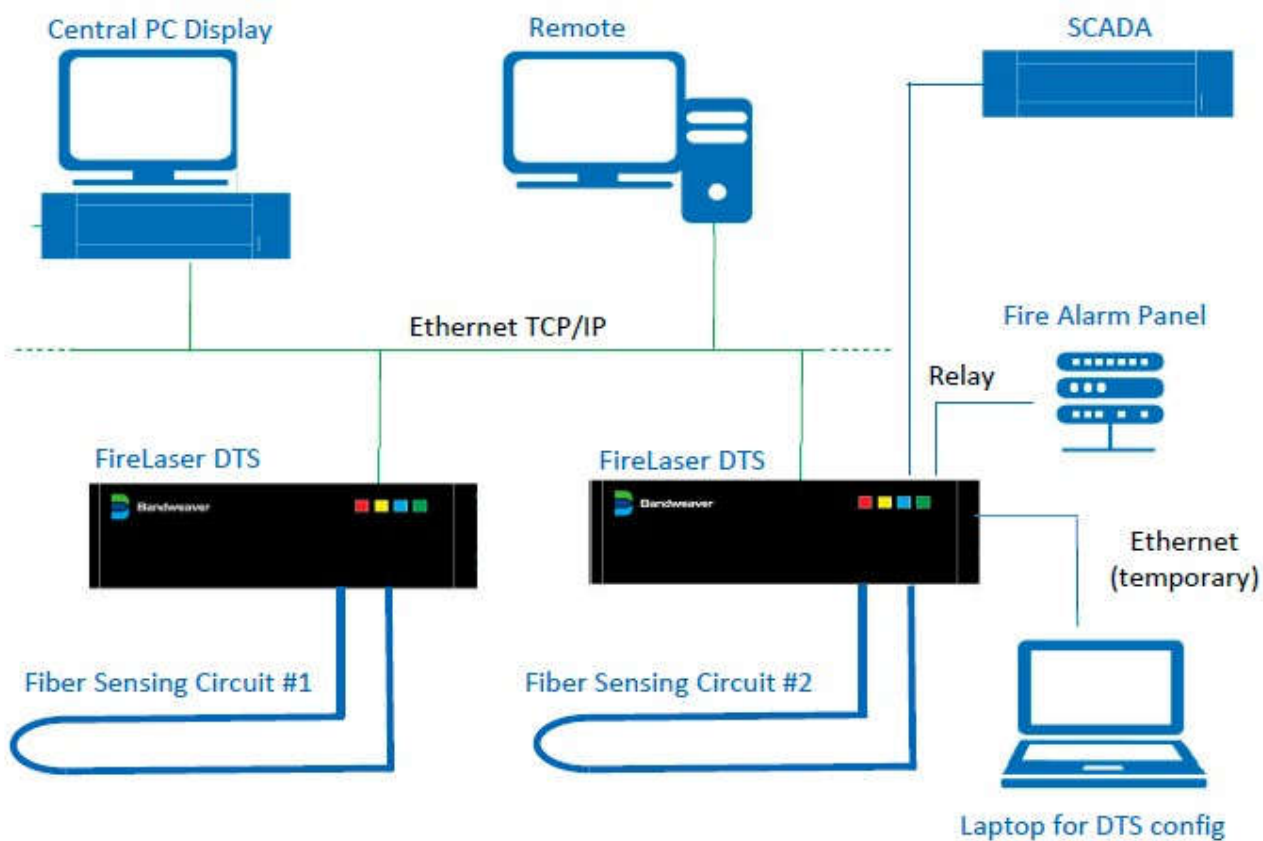 Central PC Display
Remote
SCADA
Ethernet TCP/IP
Fire Alarm Panel
Relay
FireLaser DTS
FireLaser DTS
Bandweaver
Bandweaver
Ethernet
(temporary)
Fiber Sensing Circuit #1
Fiber Sensing Circuit #2
Laptop for DTS config